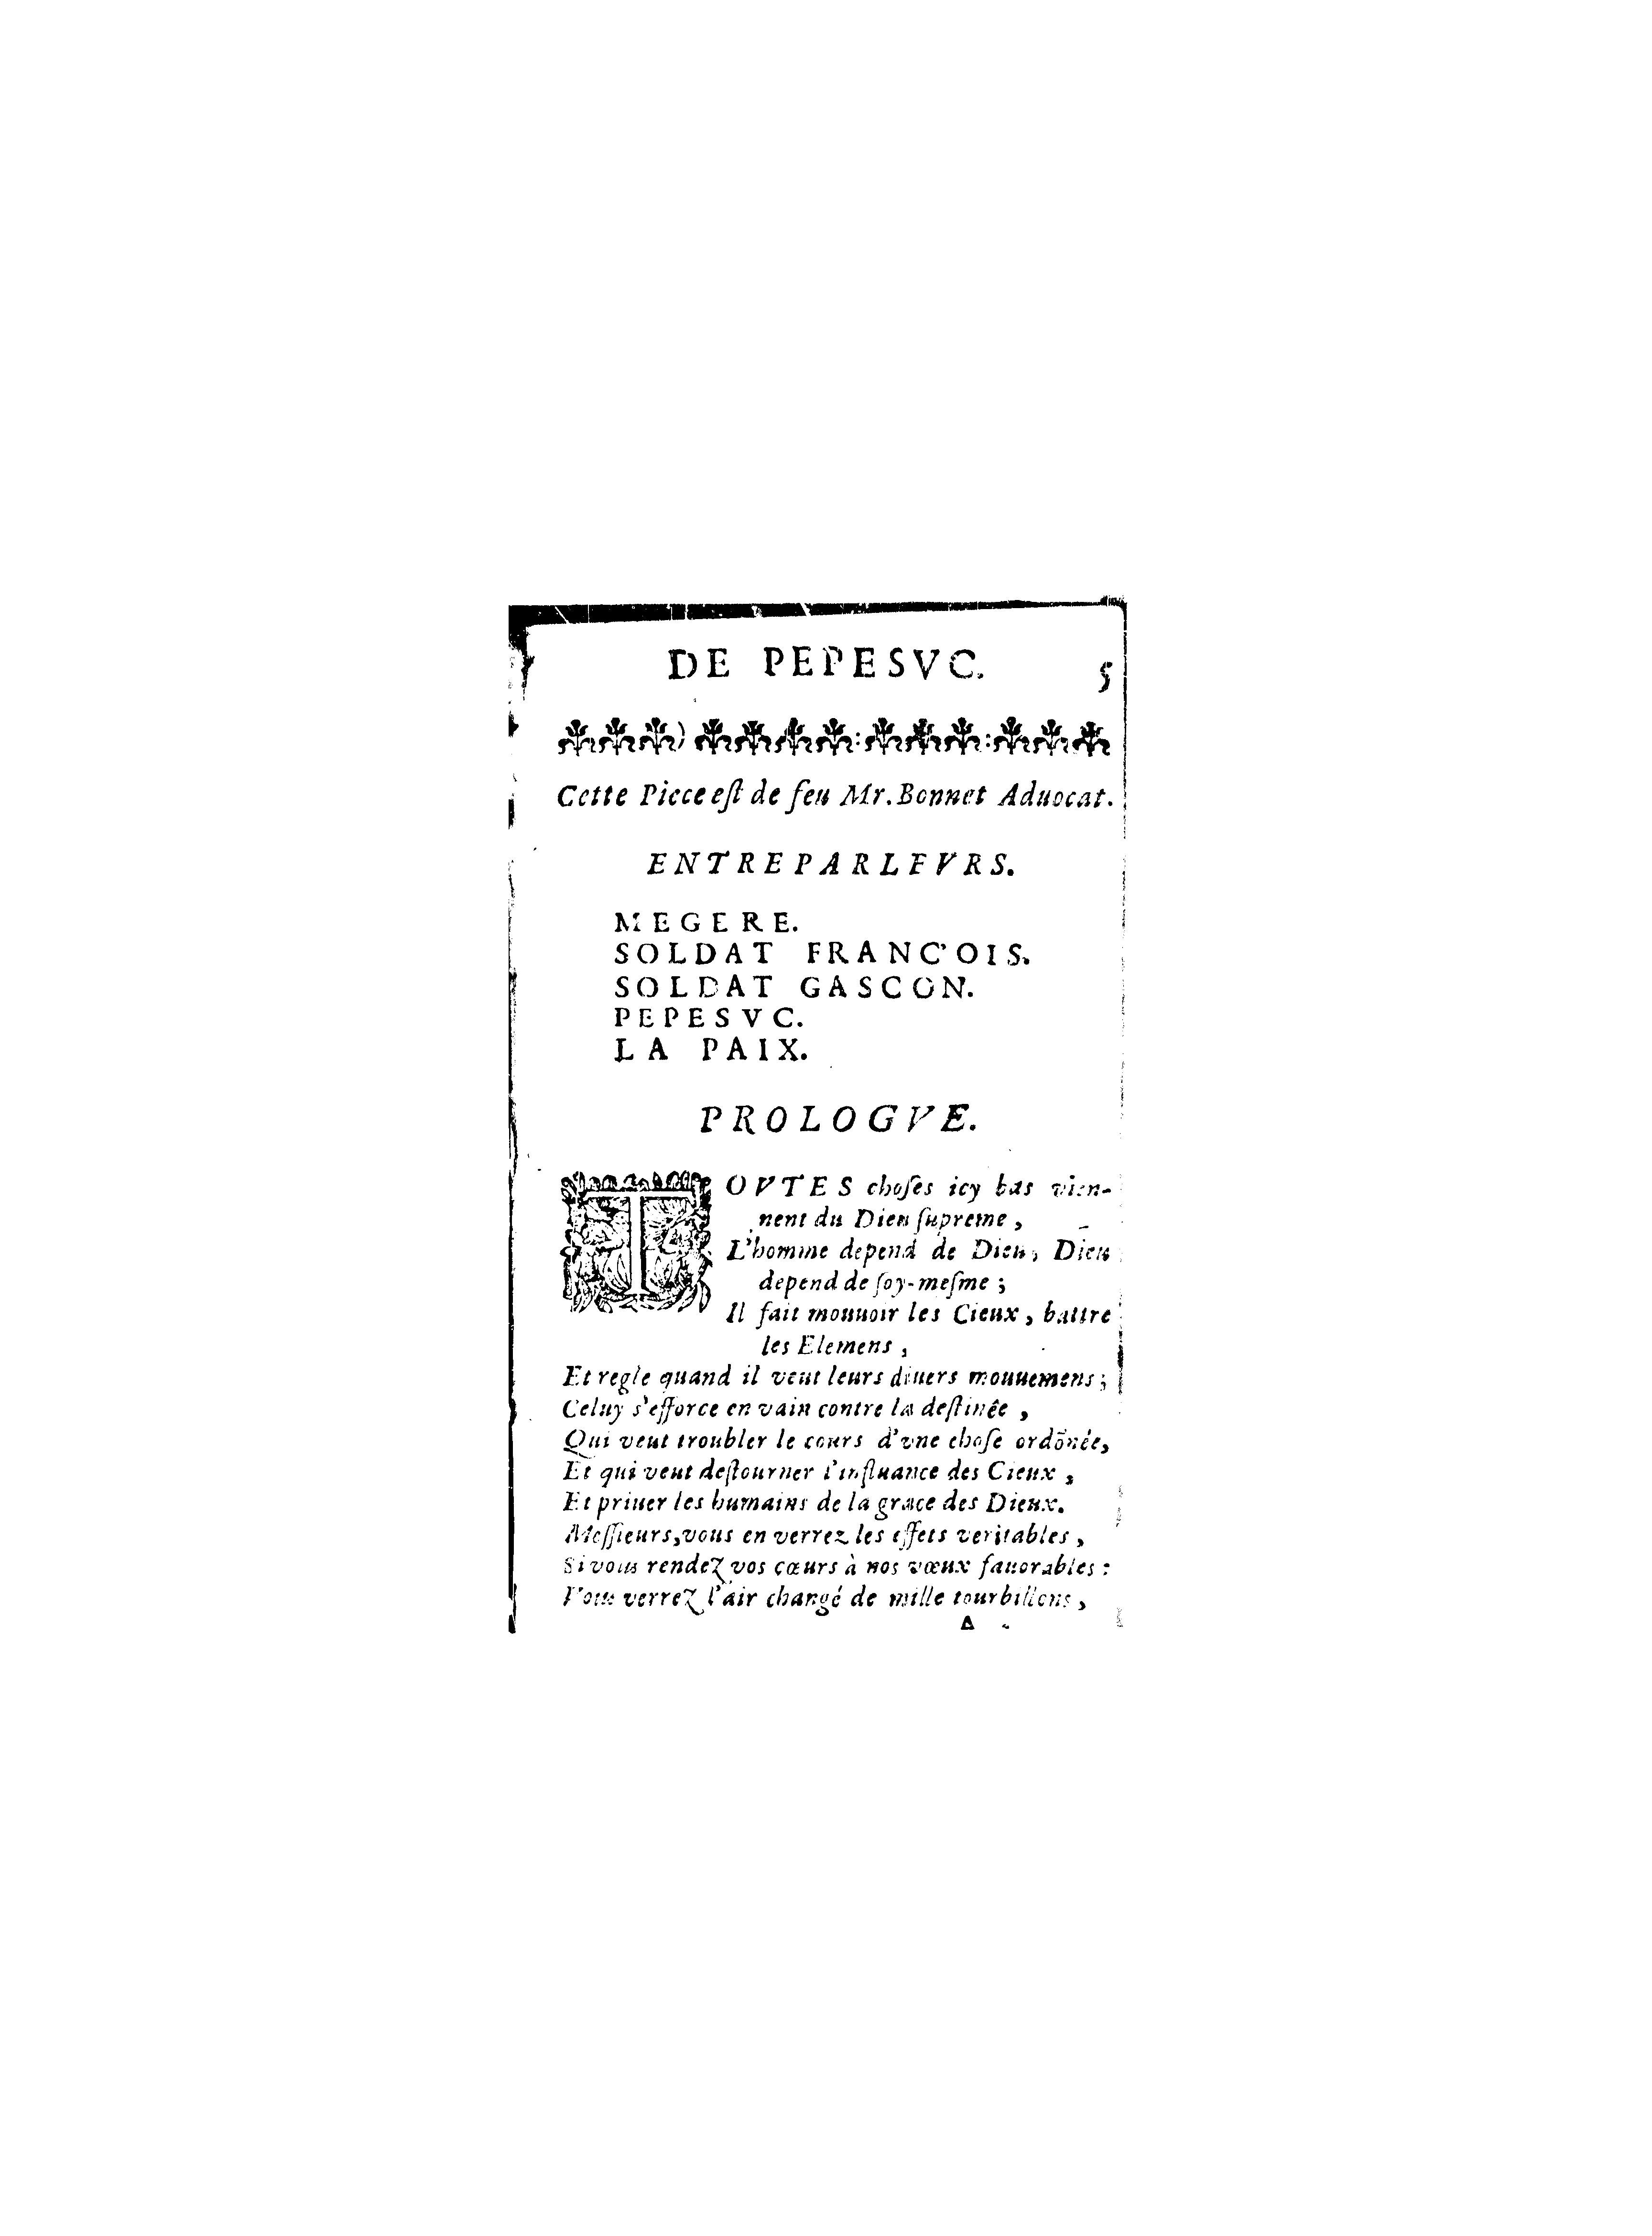 DE PEPESVC. 5
Cette Piece eſt de feu Mr. Bonnet Aduocat.
ENTREPARLEVRS.
MEGERE.
SOLDAT FRANC'OIS.
SOLDAT GASCON.
PEPESVC.
LA PAIX.
PROLOGVE.
TOVTES choſes icy bas vien-
nent du Dieu ſupreme,
L'homme depend de Dieu, Dieu
depend de ſoy-meſme;
Il fait mouuoir les Cieux, battre
les Elemens,
Et regle quand il veut leurs diuers mouuemens;
Celuy s'efforce en vain contre la deſtinée,
Qui veut troubler le cours d'vne choſe ordõnée,
Et qui veut deſtourner l'influance des Cieux,
Et priuer les humains de la grace des Dieux.
Meſſieurs, vous en verrez les effets veritables,
Si vous rendez vos cœurs à nos vœux fauorables:
Vous verrez l'air changé de mille tourbillons,
A